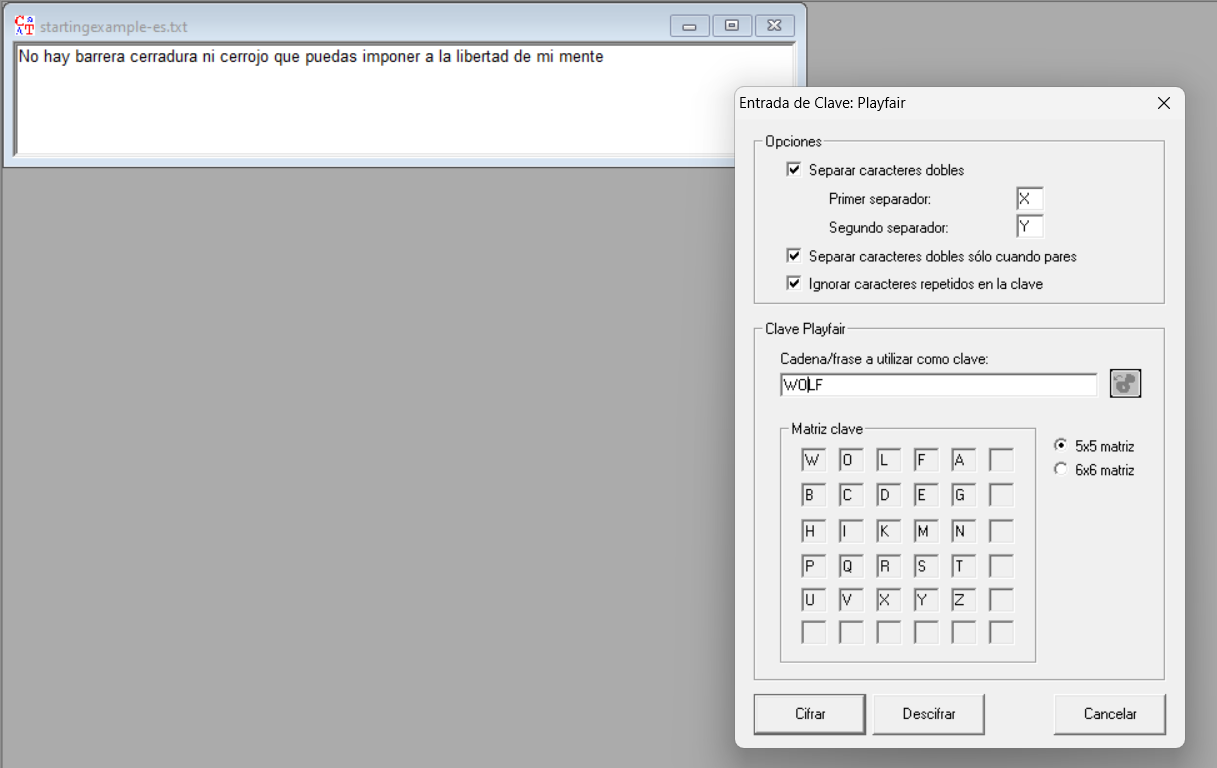 startingexample-es.txt
No hay barrera cerradura ni cerrojo que puedas imponer a la libertad de mi mente
Entrada de Clave: Playfair
Opciones
Separar caracteres dobles
Primer separador: X
Segundo separador: Y
Separar caracteres dobles sólo cuando pares
Ignorar caracteres repetidos en la clave
Clave Playfair
Cadena/frase a utilizar como clave:
WOLF
Matriz clave
W O L F A
B C D E G
H I K M N
P Q R S T
U V X Y Z
5x5 matriz
6x6 matriz
Cifrar Descifrar Cancelar